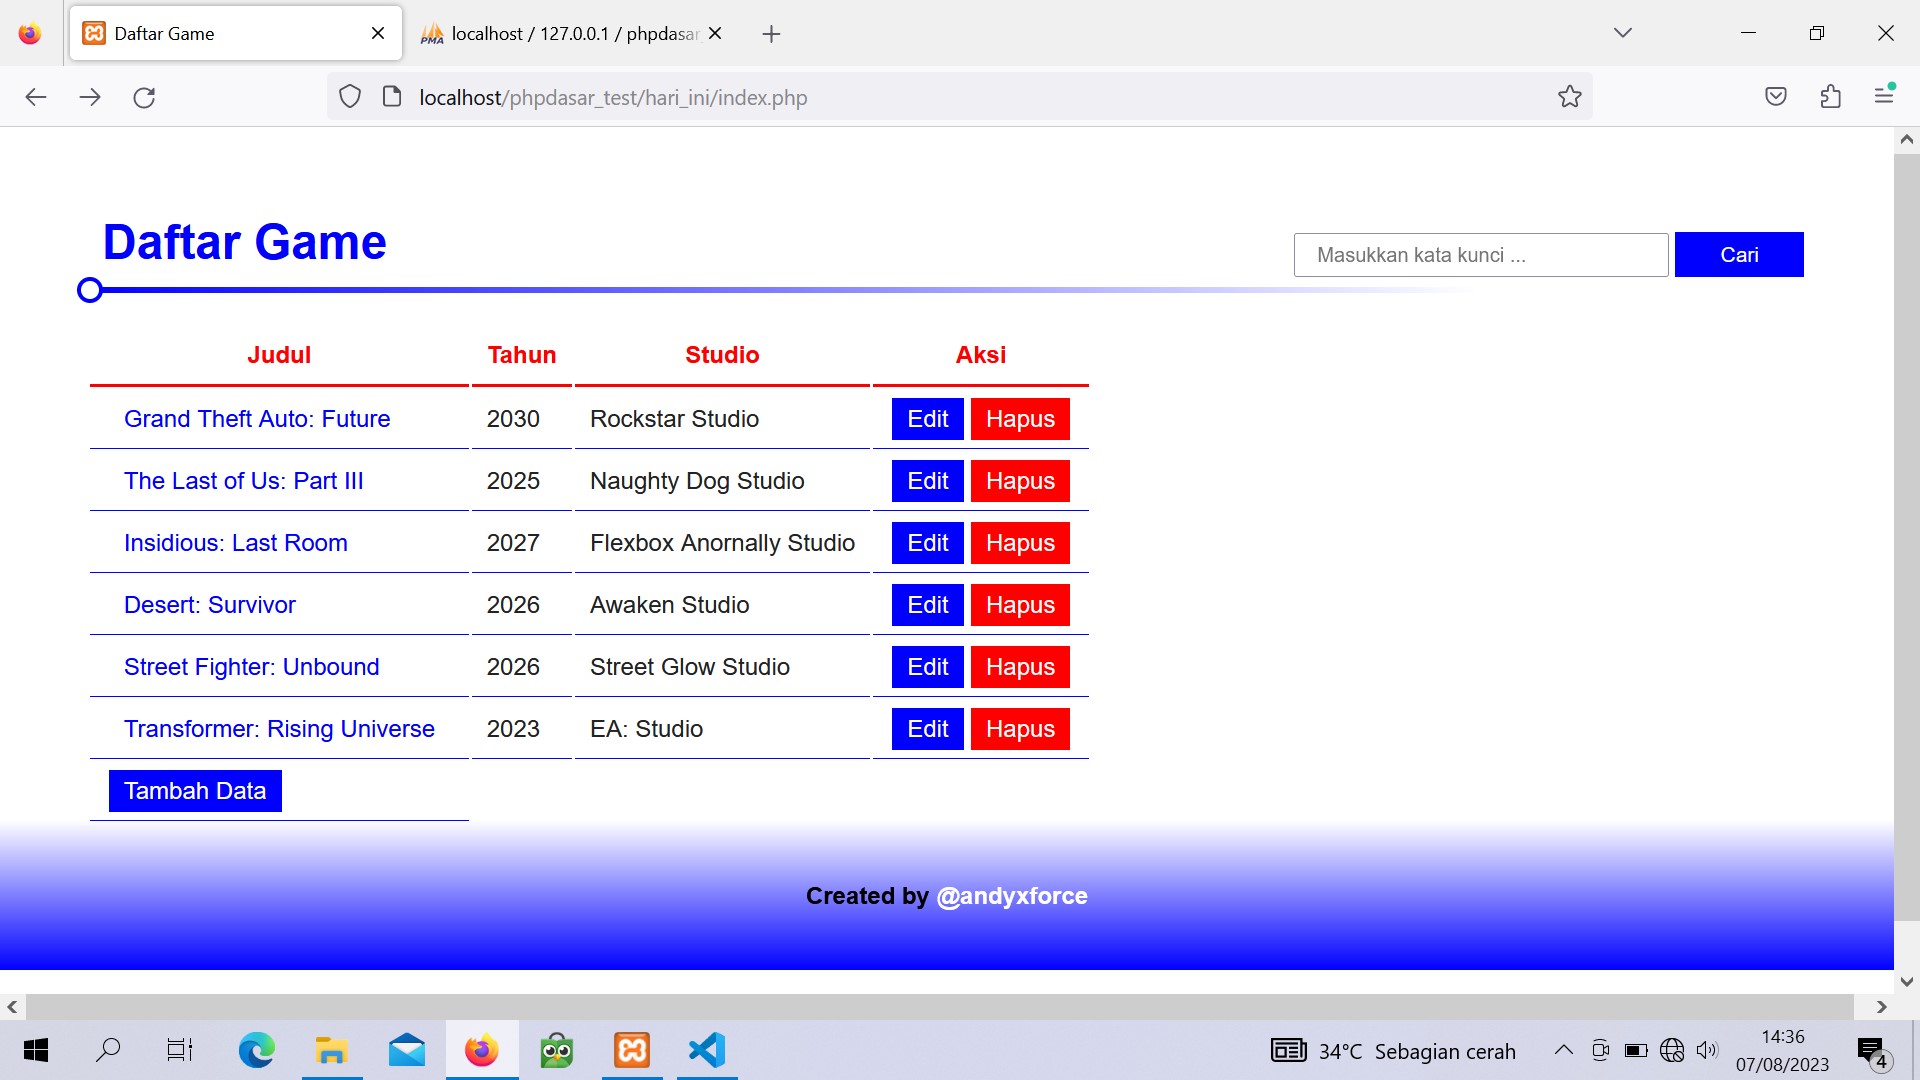 Daftar Game
localhost / 127.0.0.1 / phpdasar_
localhost/phpdasar_test/hari_ini/index.php
Daftar Game
Masukkan kata kunci ...
Cari
Judul Tahun Studio Aksi
Grand Theft Auto: Future 2030 Rockstar Studio Edit Hapus
The Last of Us: Part III 2025 Naughty Dog Studio Edit Hapus
Insidious: Last Room 2027 Flexbox Anornally Studio Edit Hapus
Desert: Survivor 2026 Awaken Studio Edit Hapus
Street Fighter: Unbound 2026 Street Glow Studio Edit Hapus
Transformer: Rising Universe 2023 EA: Studio Edit Hapus
Tambah Data
Created by @andyxforce
34°C Sebagian cerah
14:36
07/08/2023
4
PMA